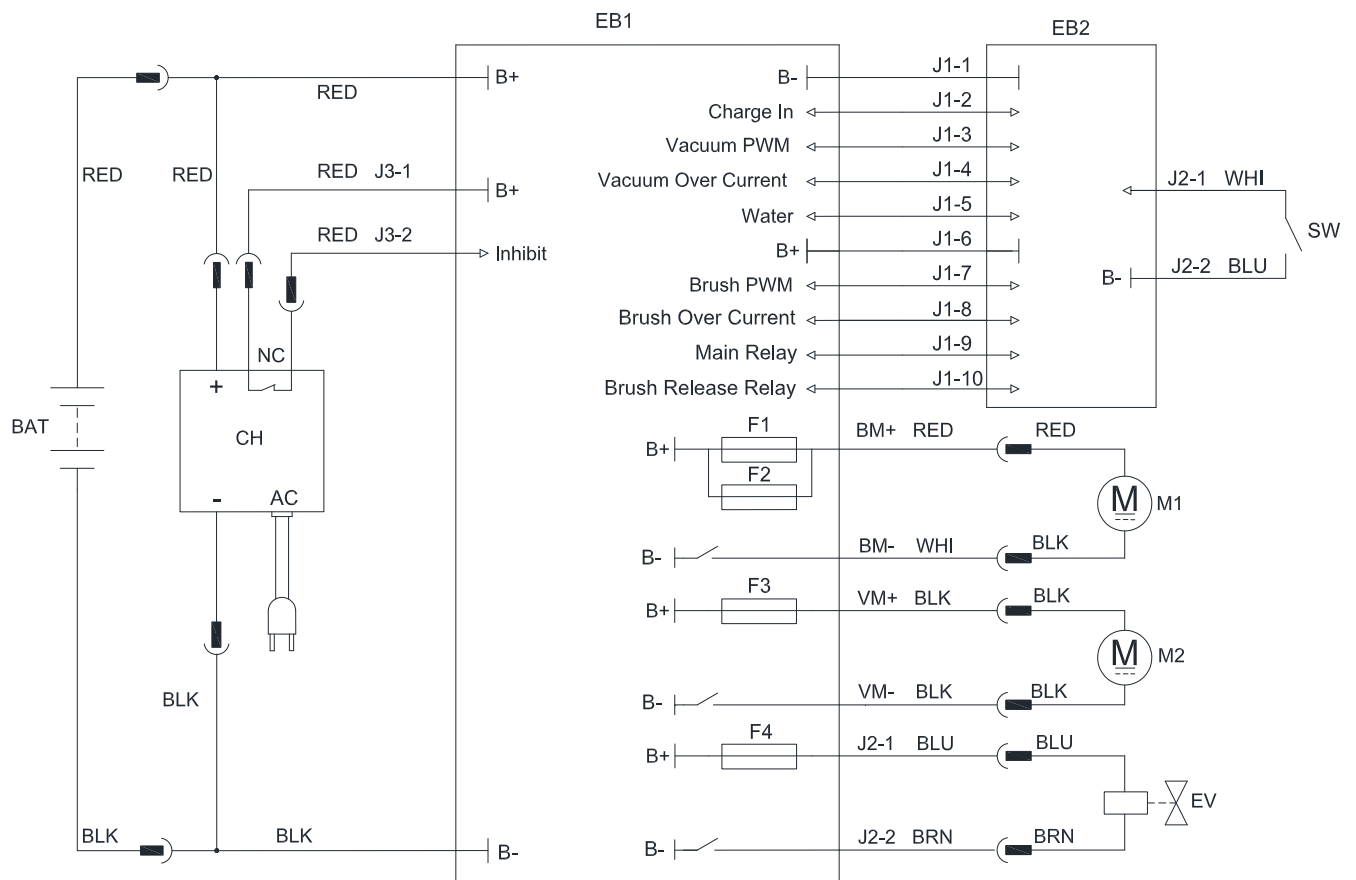 EB1
EB2
B+
RED
B- J1-1
Charge In J1-2
Vacuum PWM J1-3
RED RED
RED J3-1 B+
Vacuum Over Current J1-4
J2-1 WHI
Water J1-5
SW
RED J3-2 Inhibit
B+ J1-6
B- J2-2 BLU
Brush PWM J1-7
Brush Over Current J1-8
NC
Main Relay J1-9
+
Brush Release Relay J1-10
BAT
CH
F1
B+ BM+ RED RED
F2
- AC
M M1
B- BM- WHI BLK
F3
B+ VM+ BLK BLK
M M2
BLK
B- VM- BLK BLK
F4
B+ J2-1 BLU BLU
EV
BLK BLK B-
B- J2-2 BRN BRN